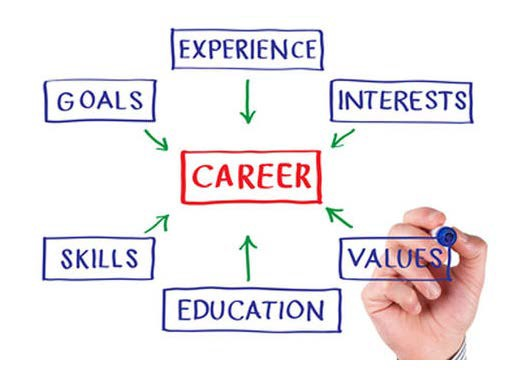 EXPERIENCE
GOALS
INTERESTS
CAREER
SKILLS
VALUES
EDUCATION